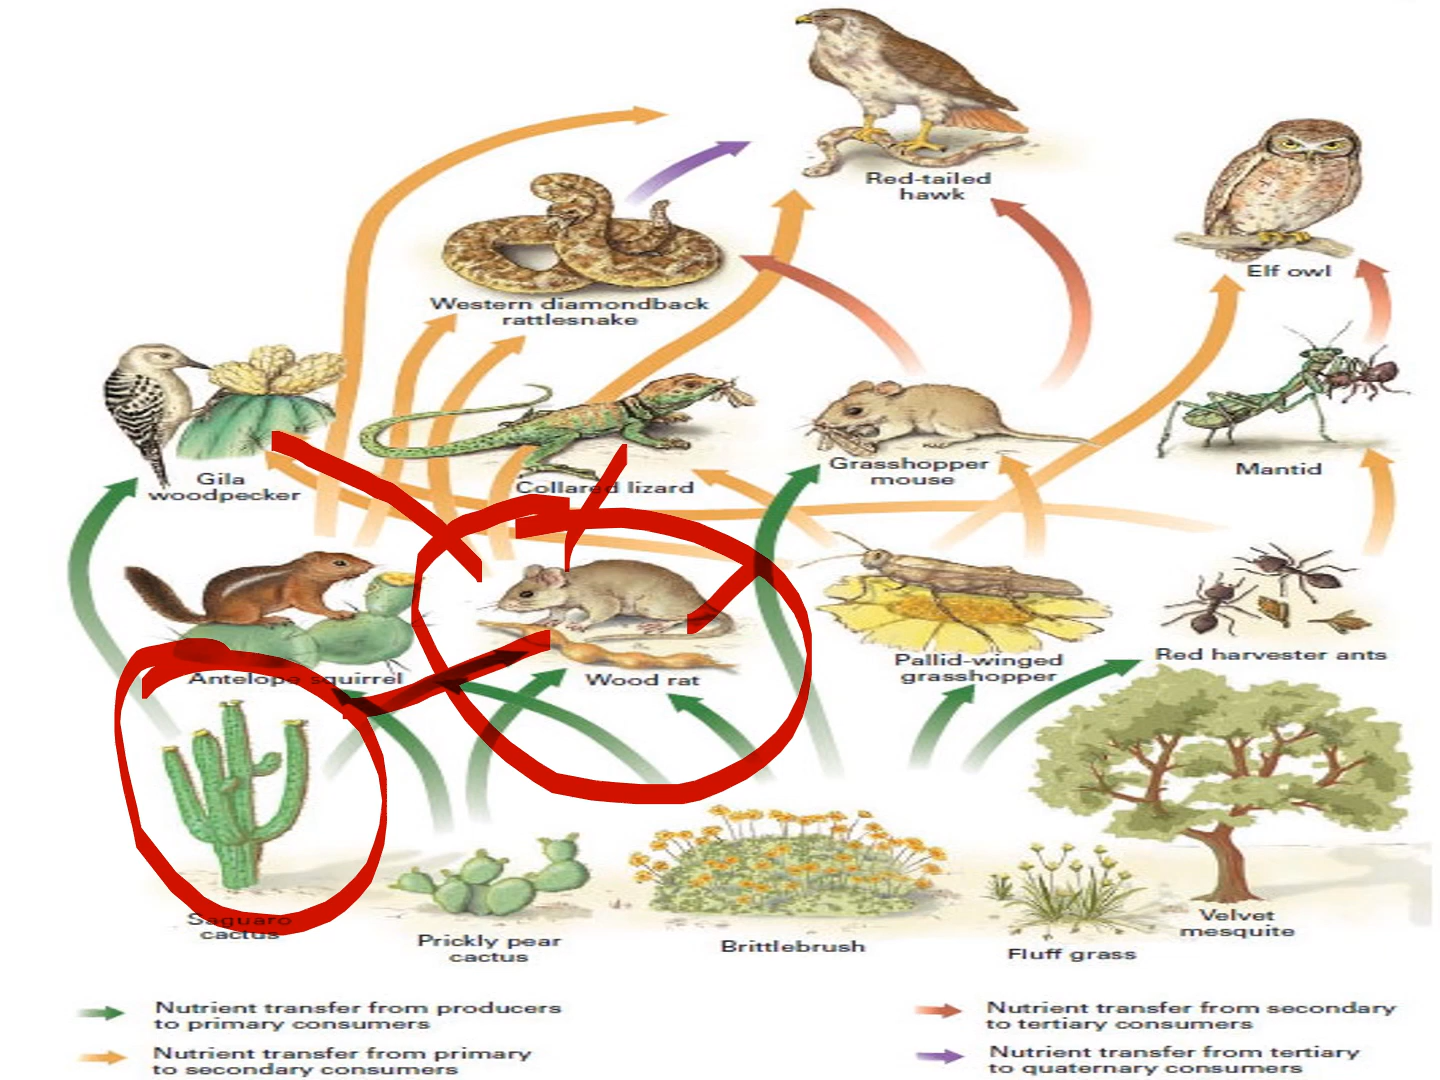 Red-tailed
hawk
Elf owl
Western diamondback
rattlesnake
Gila
woodpecker
Collared lizard
Grasshopper
mouse
Mantid
Antelope squirrel
Wood rat
Pallid-winged
grasshopper
Red harvester ants
Saguaro
cactus
Prickly pear
cactus
Brittlebrush
Fluff grass
Velvet
mesquite
Nutrient transfer from producers
to primary consumers
Nutrient transfer from primary
to secondary consumers
Nutrient transfer from secondary
to tertiary consumers
Nutrient transfer from tertiary
to quaternary consumers